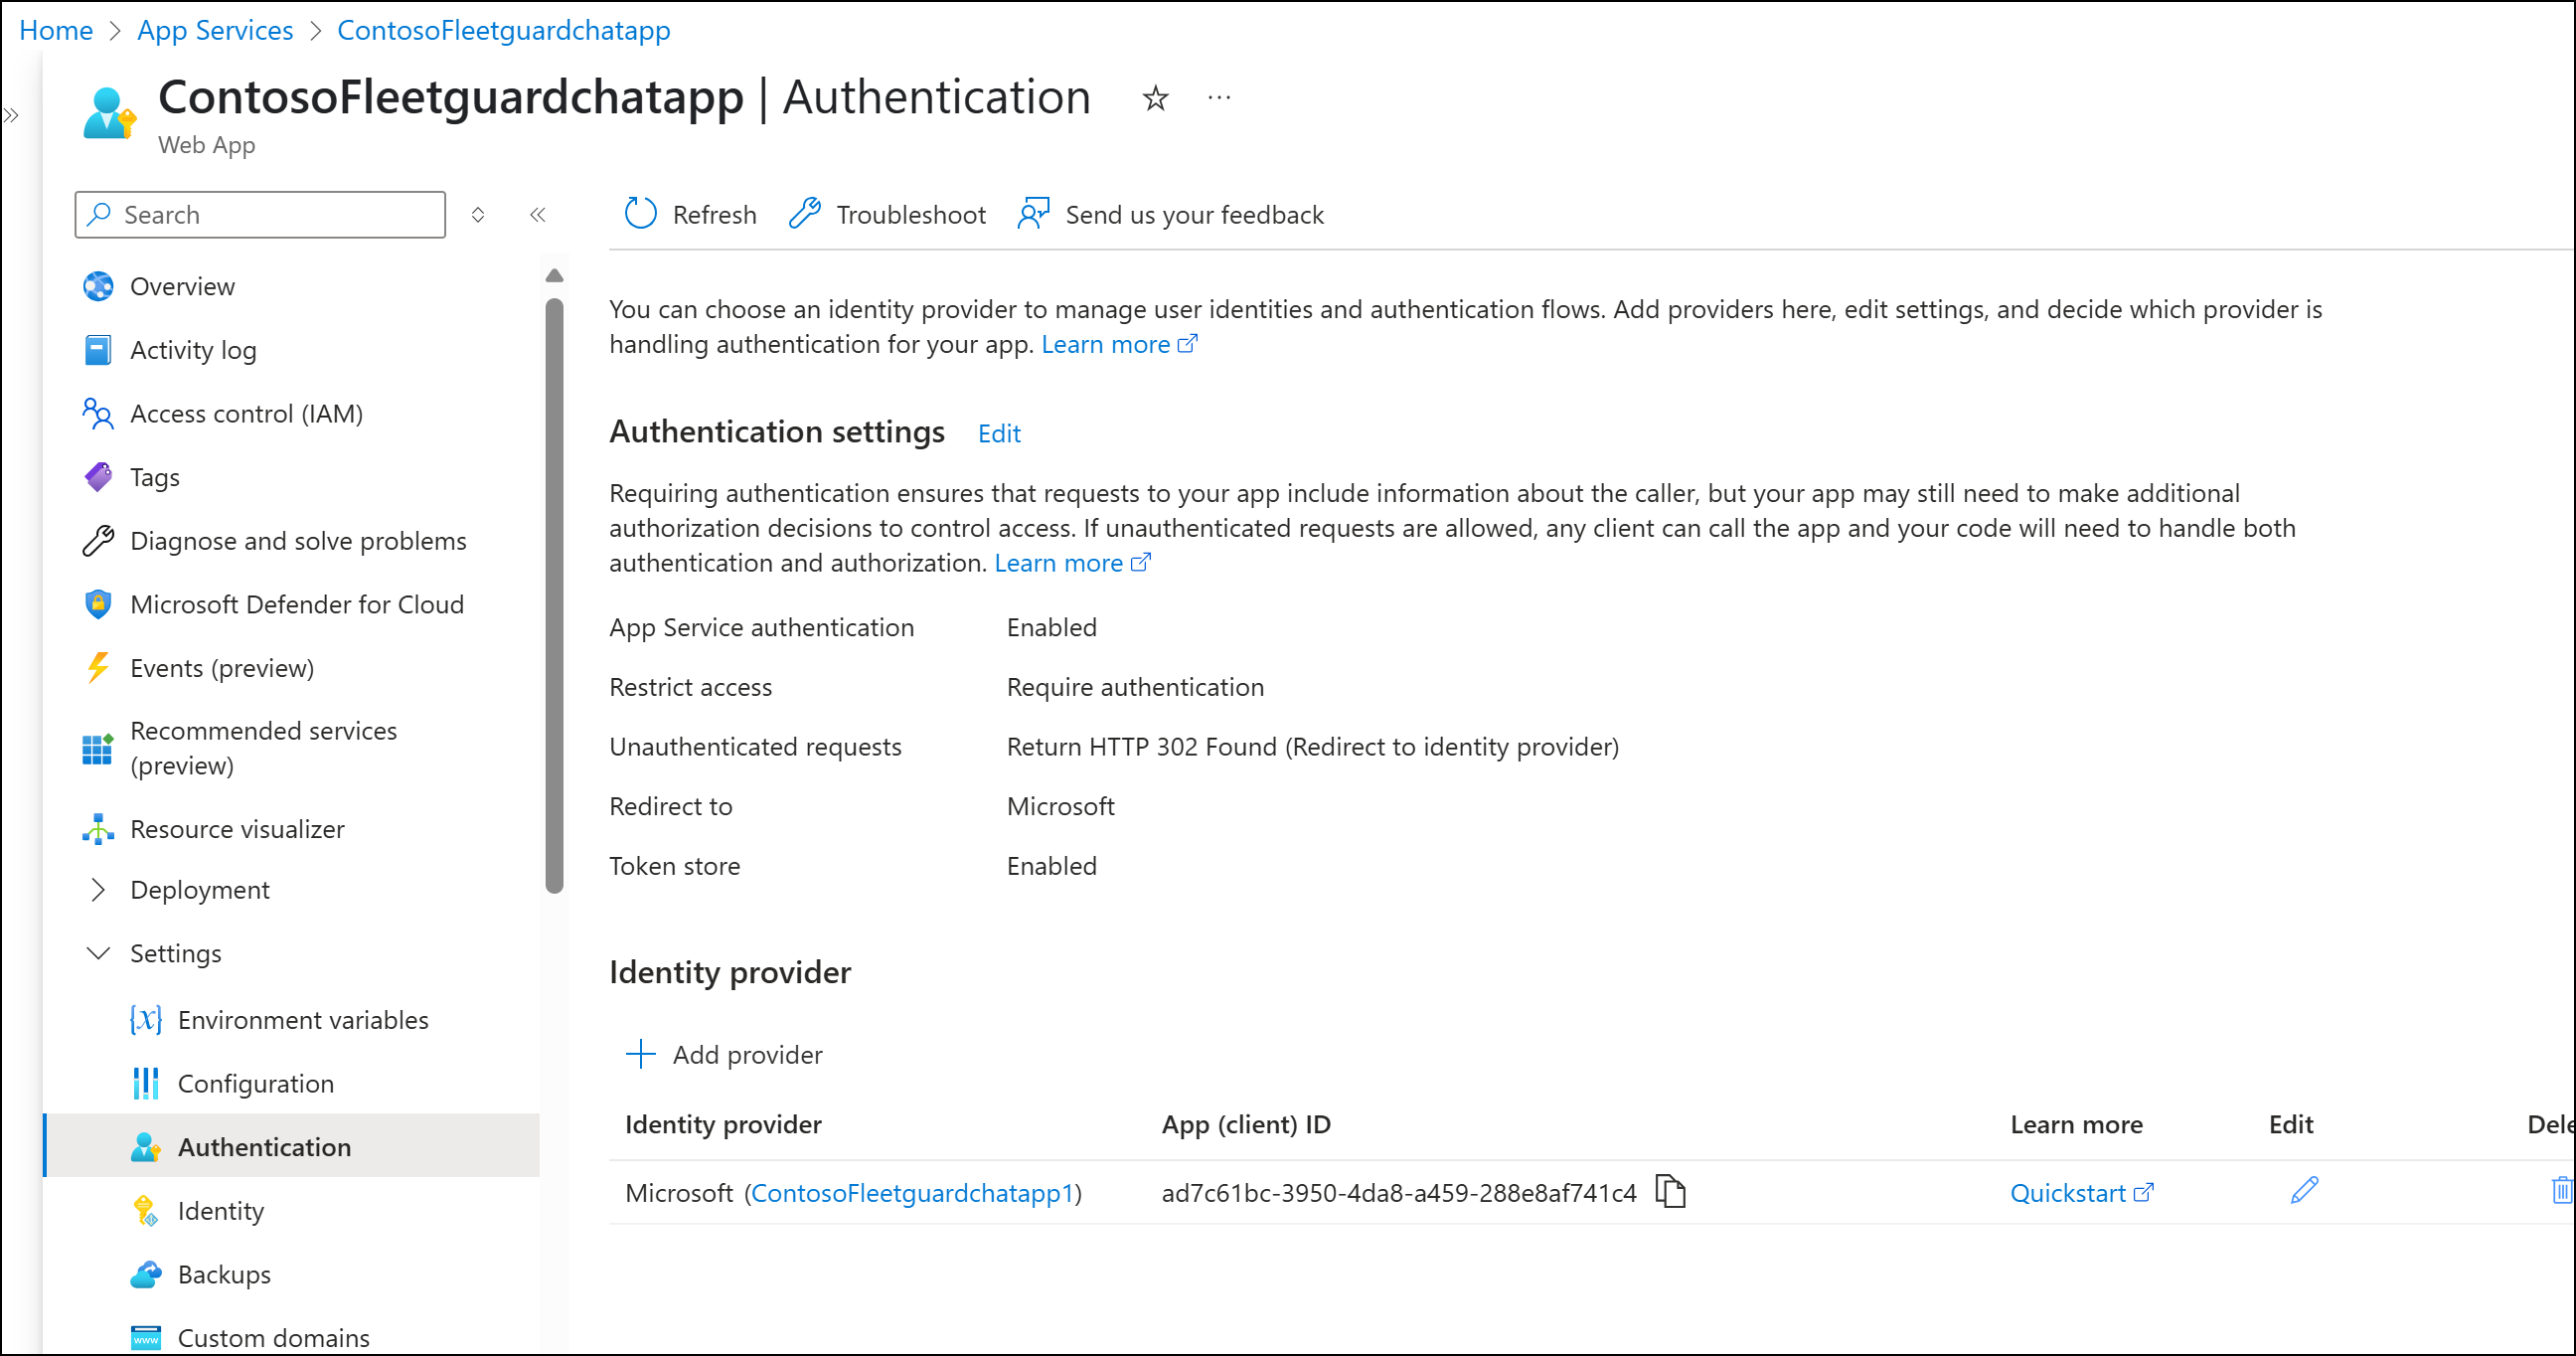 Home > App Services > ContosoFleetguardchatapp
ContosoFleetguardchatapp | Authentication
Web App
Search
Overview
Activity log
Access control (IAM)
Tags
Diagnose and solve problems
Microsoft Defender for Cloud
Events (preview)
Recommended services
(preview)
Resource visualizer
Deployment
Settings
Environment variables
Configuration
Authentication
Identity
Backups
Custom domains
Refresh Troubleshoot Send us your feedback
You can choose an identity provider to manage user identities and authentication flows. Add providers here, edit settings, and decide which provider is
handling authentication for your app. Learn more
Authentication settings Edit
Requiring authentication ensures that requests to your app include information about the caller, but your app may still need to make additional
authorization decisions to control access. If unauthenticated requests are allowed, any client can call the app and your code will need to handle both
authentication and authorization. Learn more
App Service authentication Enabled
Restrict access Require authentication
Unauthenticated requests Return HTTP 302 Found (Redirect to identity provider)
Redirect to Microsoft
Token store Enabled
Identity provider
Add provider
Identity provider App (client) ID Learn more Edit Dele
Microsoft (ContosoFleetguardchatapp1) ad7c61bc-3950-4da8-a459-288e8af741c4 Quickstart